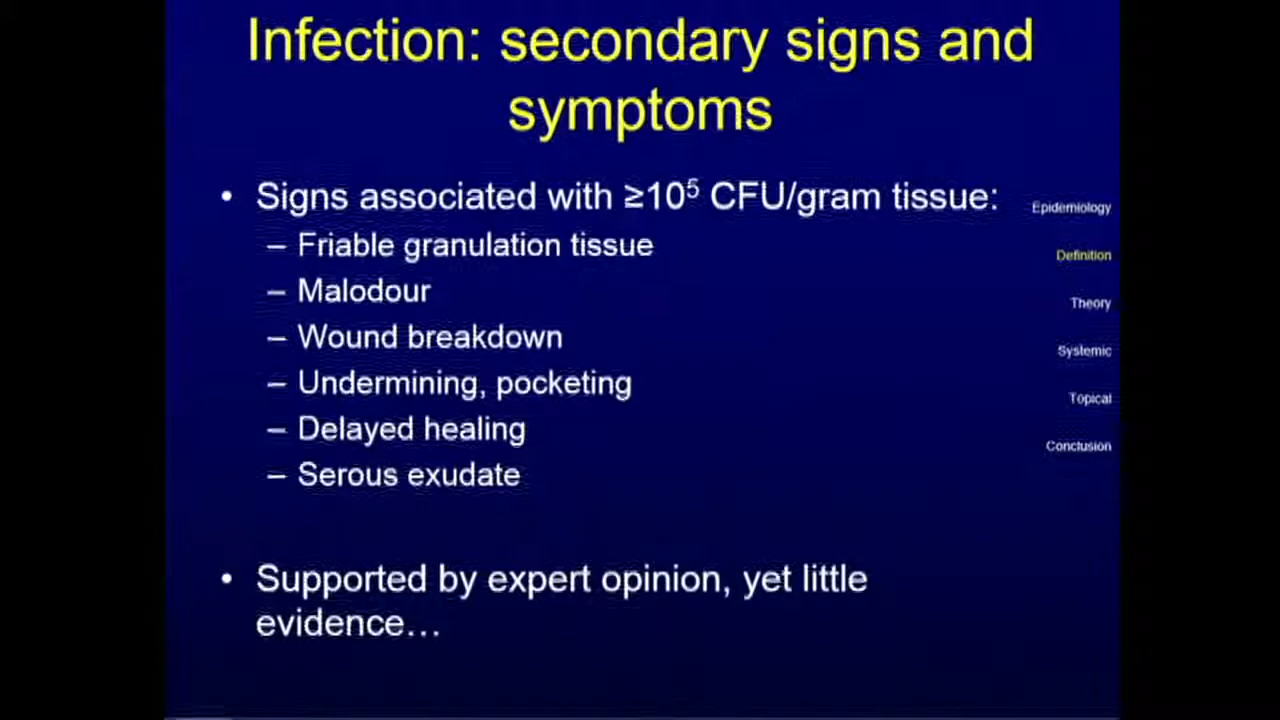 Infection: secondary signs and
symptoms
• Signs associated with ≥10⁵ CFU/gram tissue:
– Friable granulation tissue
– Malodour
– Wound breakdown
– Undermining, pocketing
– Delayed healing
– Serous exudate
• Supported by expert opinion, yet little
evidence…
Epidemiology
Definition
Theory
Systemic
Topical
Conclusion